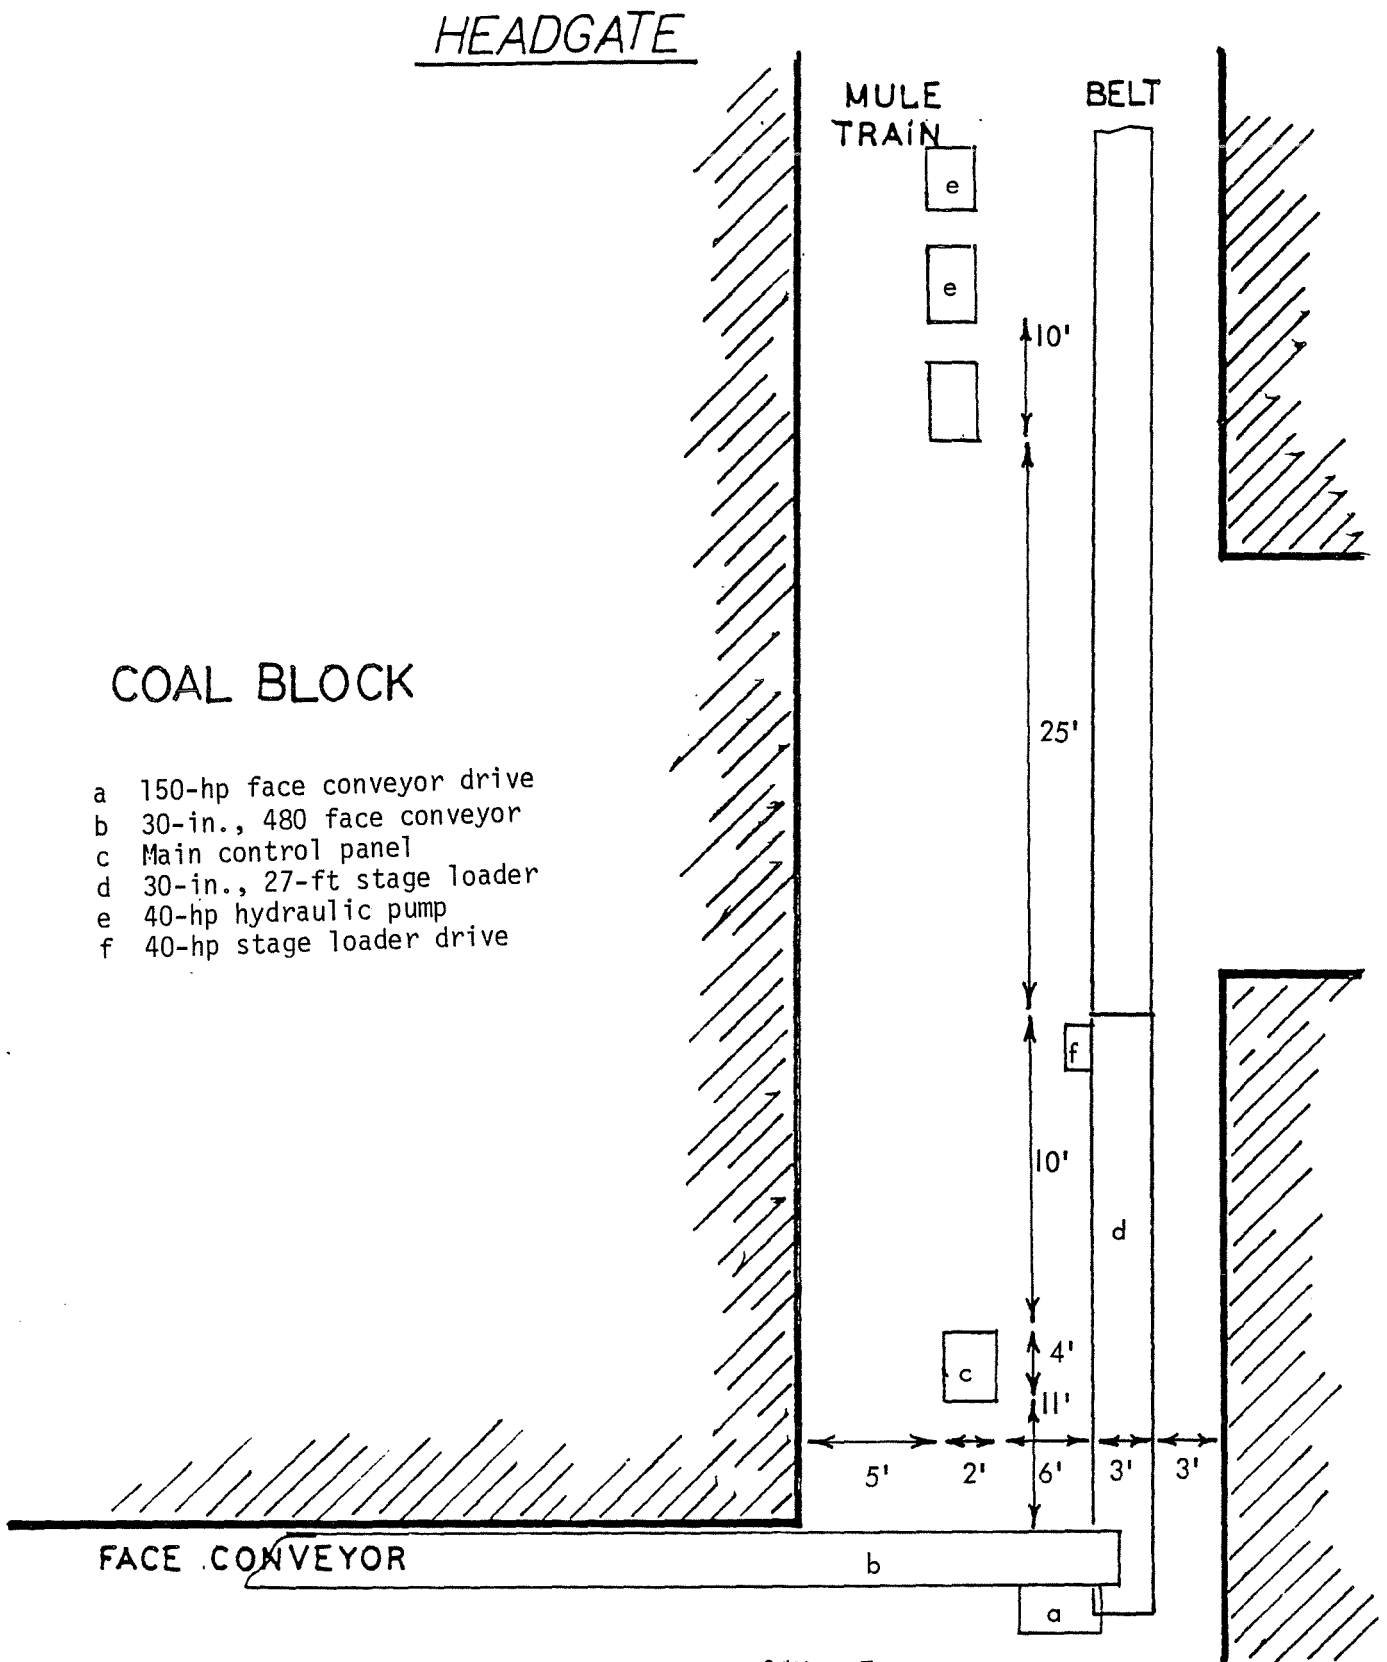 HEADGATE
MULE
TRAIN
BELT
e
e
10'
25'
COAL BLOCK
a 150-hp face conveyor drive
b 30-in., 480 face conveyor
c Main control panel
d 30-in., 27-ft stage loader
e 40-hp hydraulic pump
f 40-hp stage loader drive
f
10'
d
4'
c
11'
5' 2' 6' 3' 3'
FACE CONVEYOR
b
a